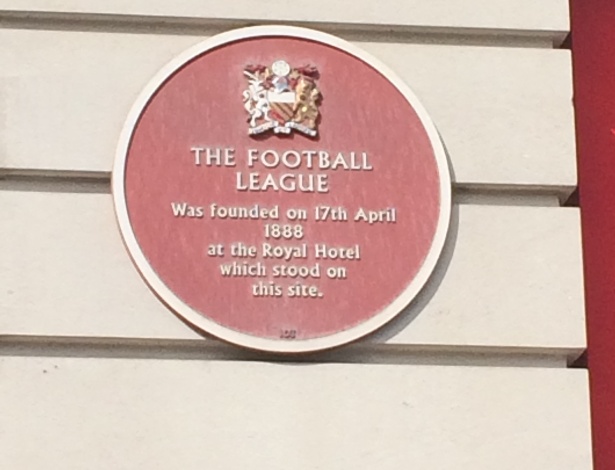 THE FOOTBALL
LEAGUE
Was founded on 17th April
1888
at the Royal Hotel
which stood on
this site.